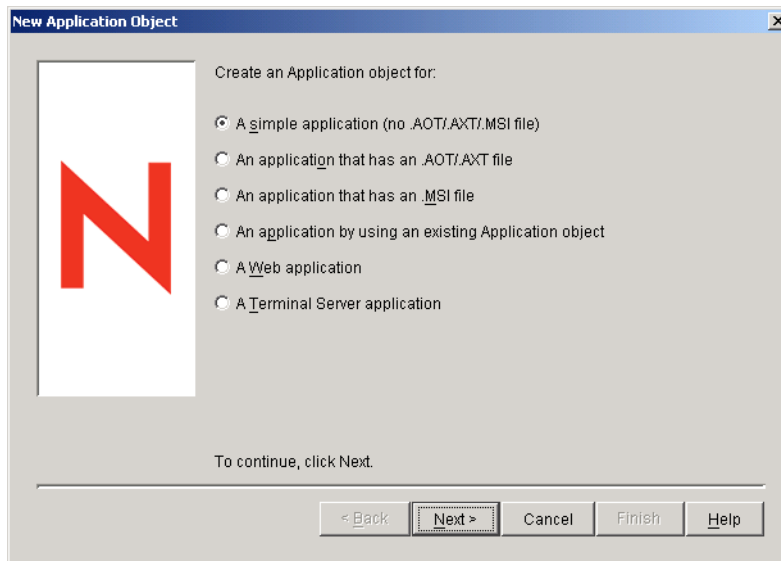 New Application Object
Create an Application object for:
A simple application (no .AOT/.AXT/.MSI file)
An application that has an .AOT/.AXT file
An application that has an .MSI file
An application by using an existing Application object
A Web application
A Terminal Server application
To continue, click Next.
< Back Next > Cancel Finish Help